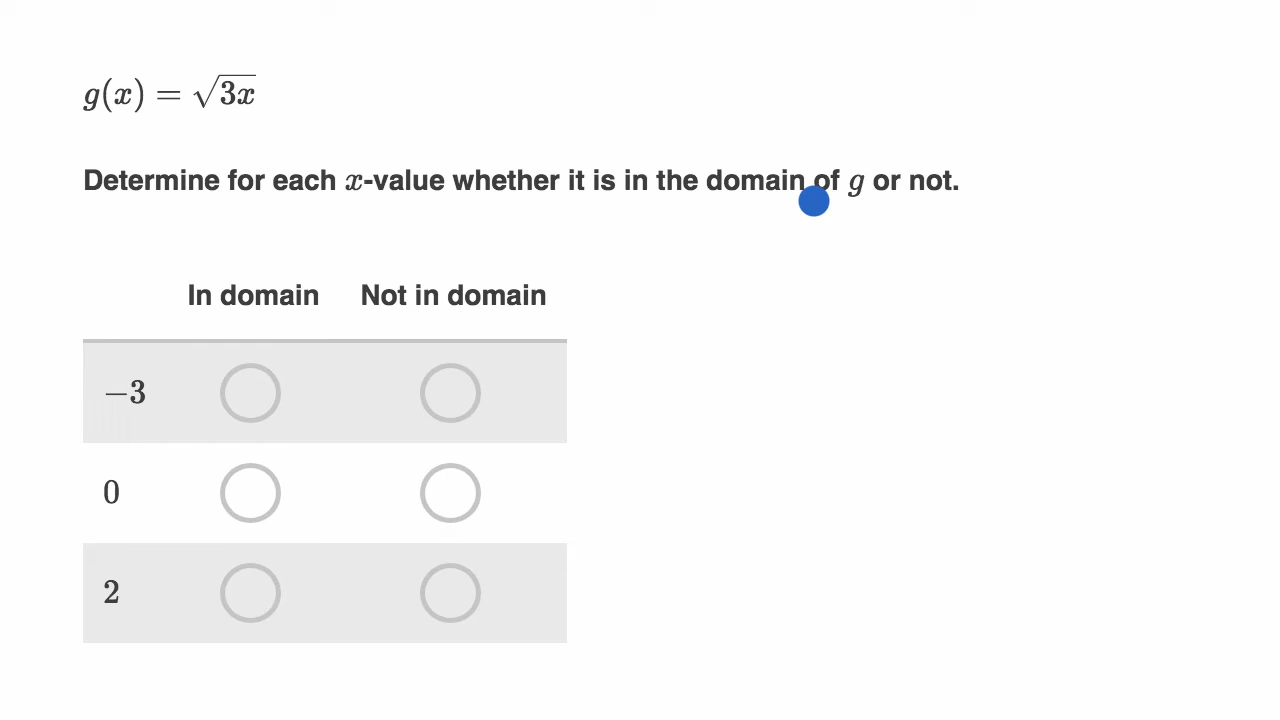 g(x) = √3x
Determine for each x-value whether it is in the domain of g or not.
In domain Not in domain
−3
0
2